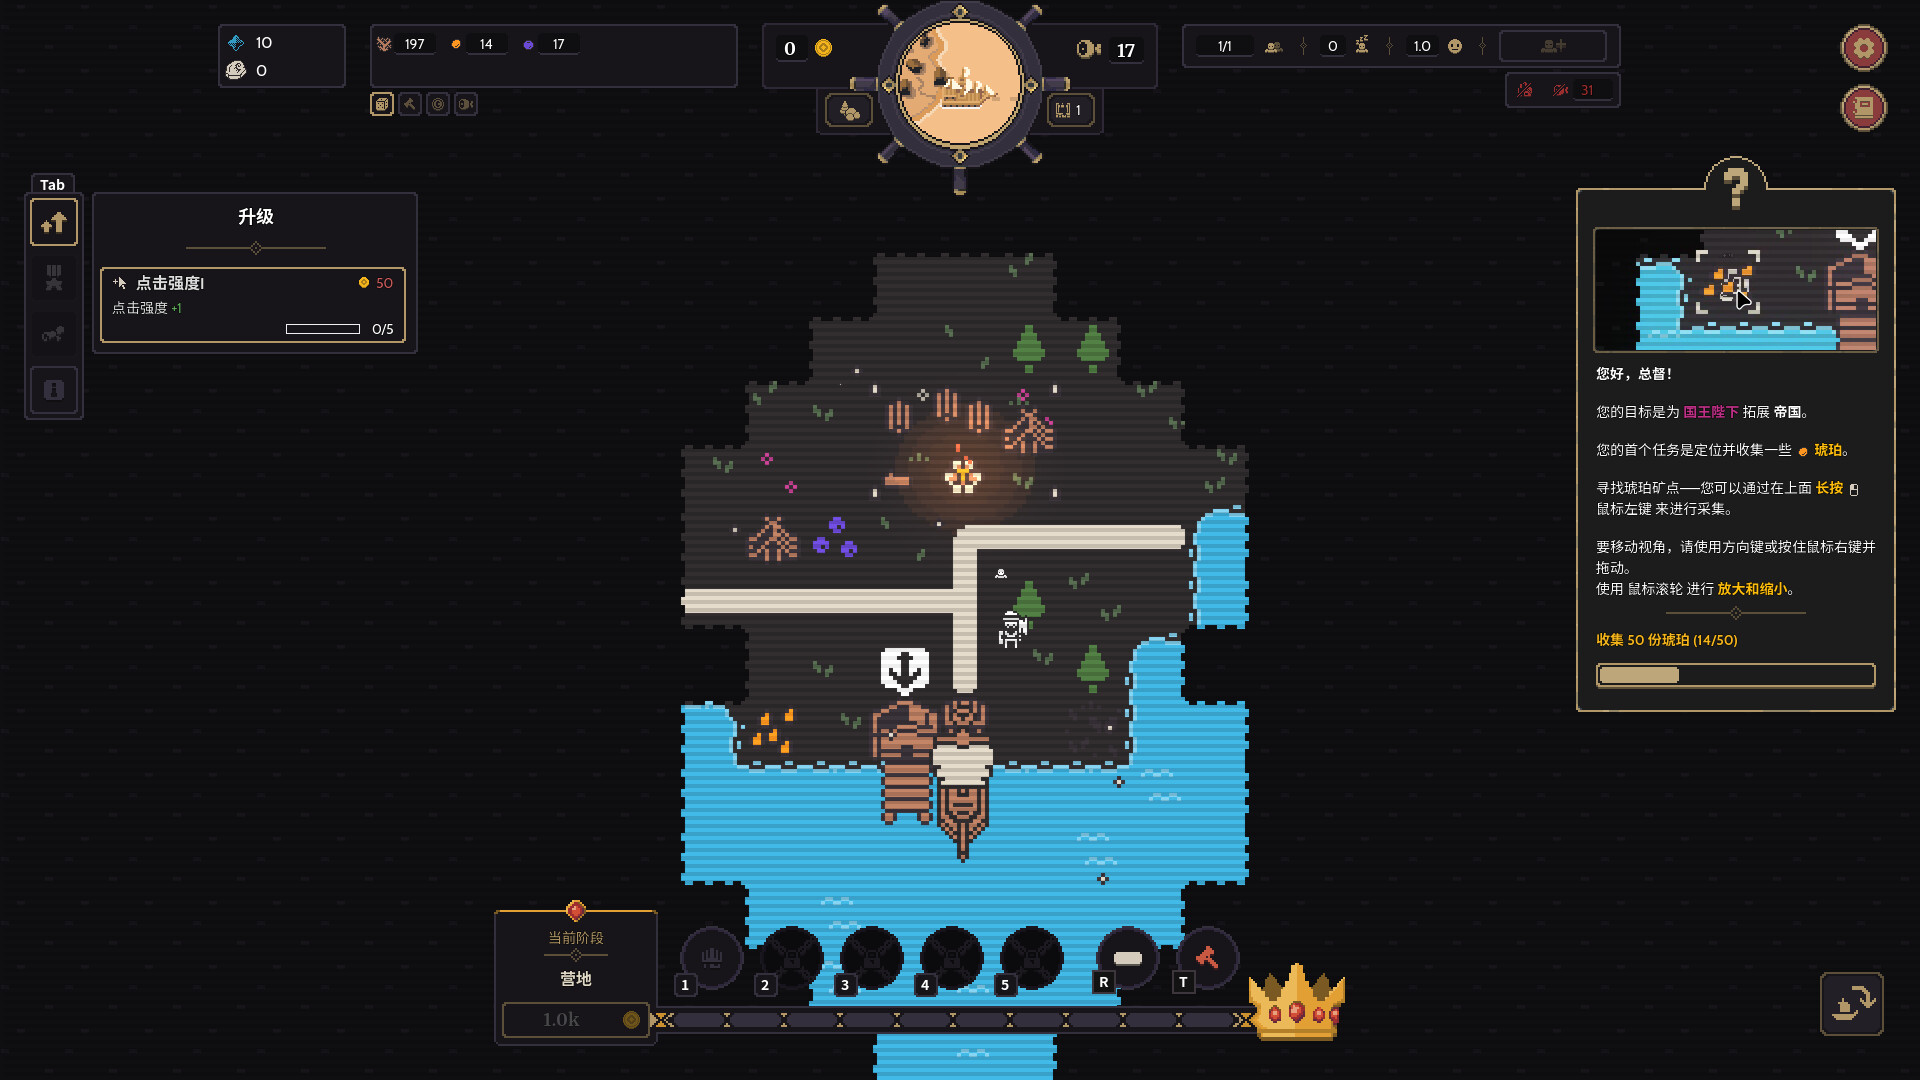 10
0
197
14
17
0
17
1
1/1
0
1.0
31
Tab
升级
点击强度I
50
点击强度 +1
0/5
您好，总督！
您的目标是为 国王陛下 拓展 帝国。
您的首个任务是定位并收集一些 琥珀。
寻找琥珀矿点——您可以通过在上面 长按
鼠标左键 来进行采集。
要移动视角，请使用方向键或按住鼠标右键并
拖动。
使用 鼠标滚轮 进行 放大和缩小。
收集 50 份琥珀 (14/50)
当前阶段
营地
1.0k
1
2
3
4
5
R
T